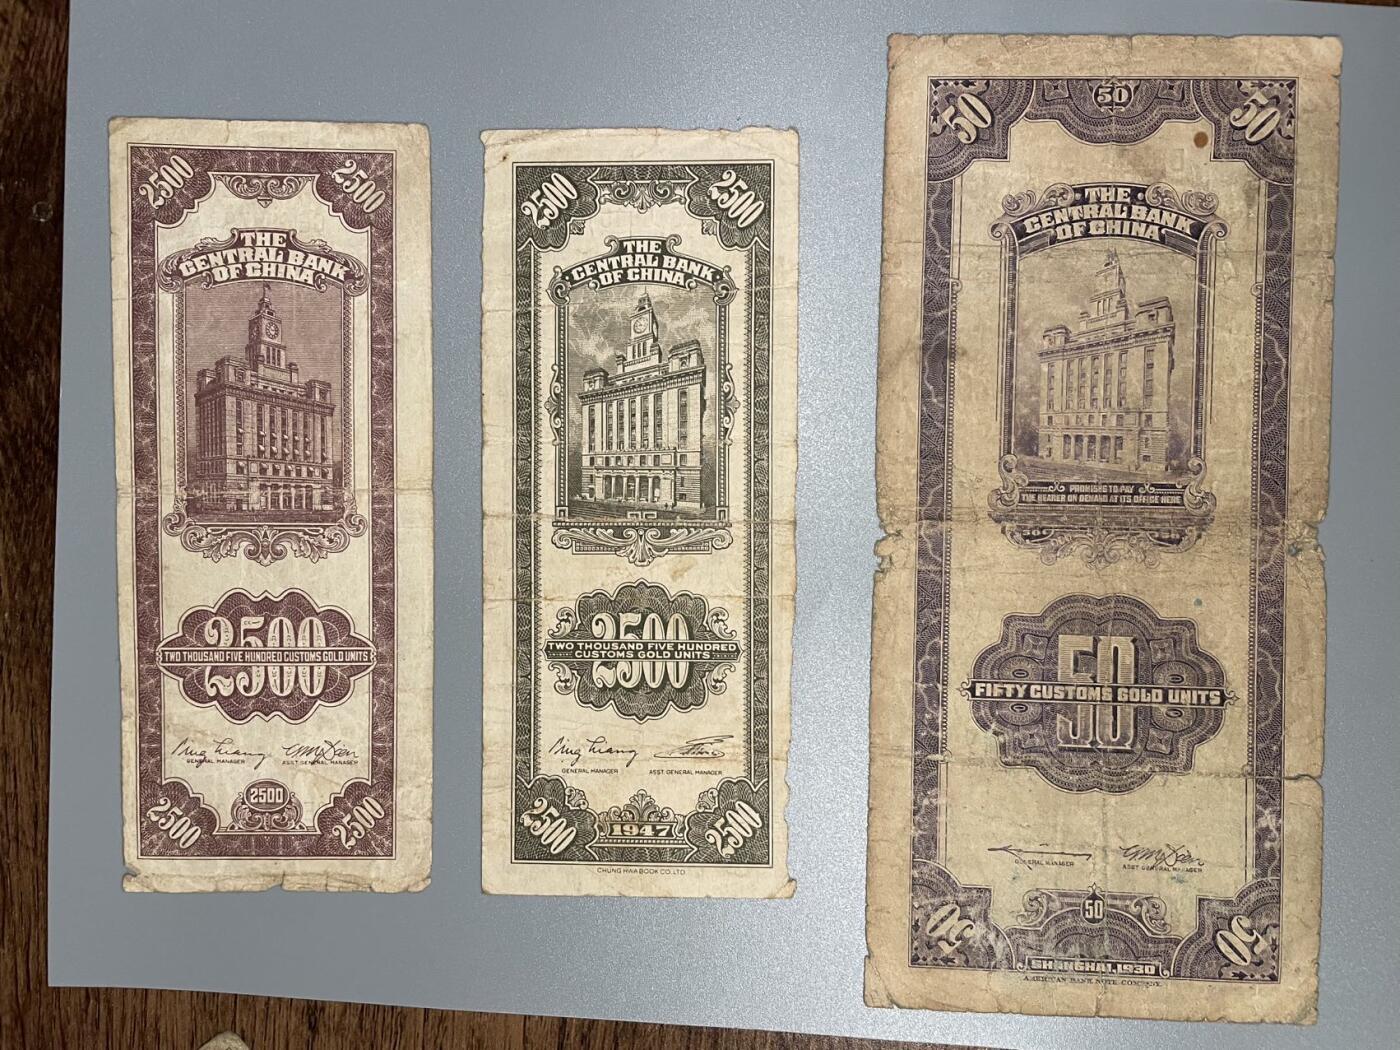 2500
2500
THE
CENTRAL BANK
OF CHINA
2500
TWO THOUSAND FIVE HUNDRED CUSTOMS GOLD UNITS
GENERAL MANAGER
ASST. GENERAL MANAGER
2500
2500
2500
2500
2500
THE
CENTRAL BANK
OF CHINA
2500
TWO THOUSAND FIVE HUNDRED
CUSTOMS GOLD UNITS
GENERAL MANAGER
ASST. GENERAL MANAGER
2500
1947
2500
CHUNG HWA BOOK CO. LTD
50
50
50
THE
CENTRAL BANK
OF CHINA
PROMISES TO PAY
THE BEARER ON DEMAND AT ITS OFFICE HERE
50
FIFTY CUSTOMS GOLD UNITS
GENERAL MANAGER
ASST GENERAL MANAGER
50
50
50
SHANGHAI, 1930
AMERICAN BANK NOTE COMPANY.